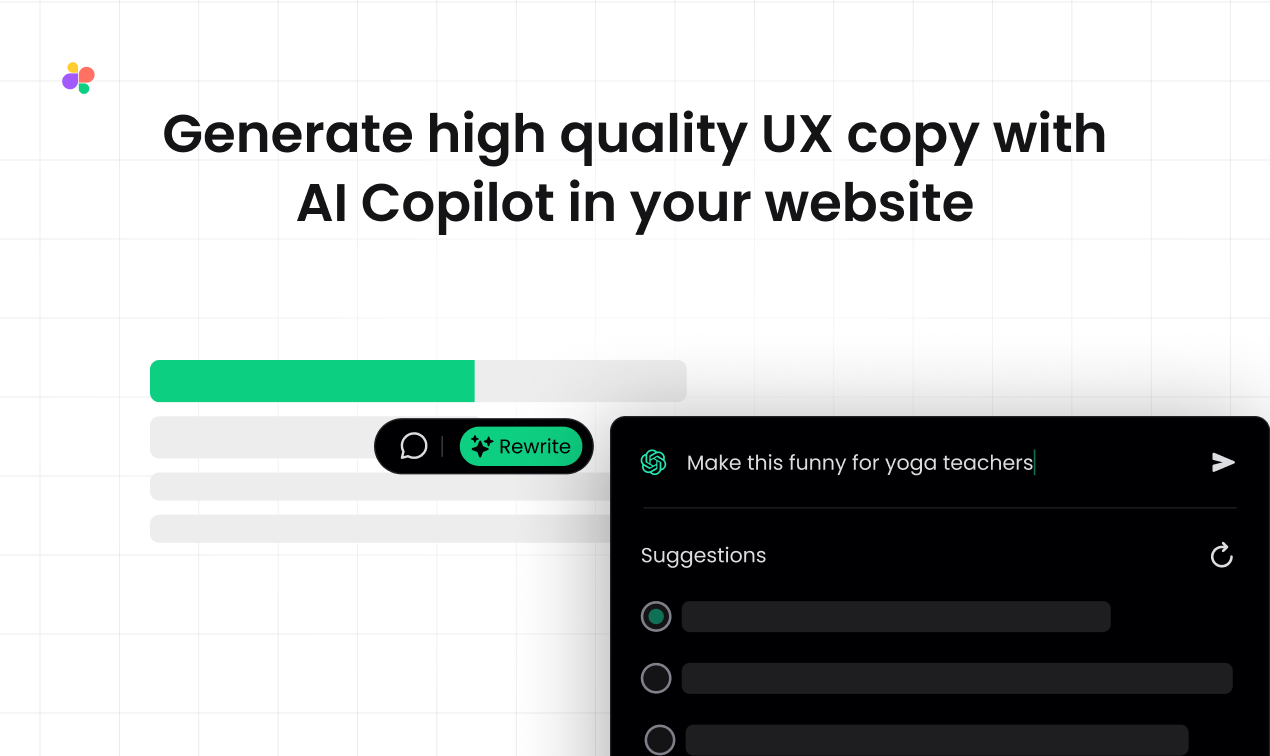 Generate high quality UX copy with
AI Copilot in your website
Rewrite
Make this funny for yoga teachers
Suggestions